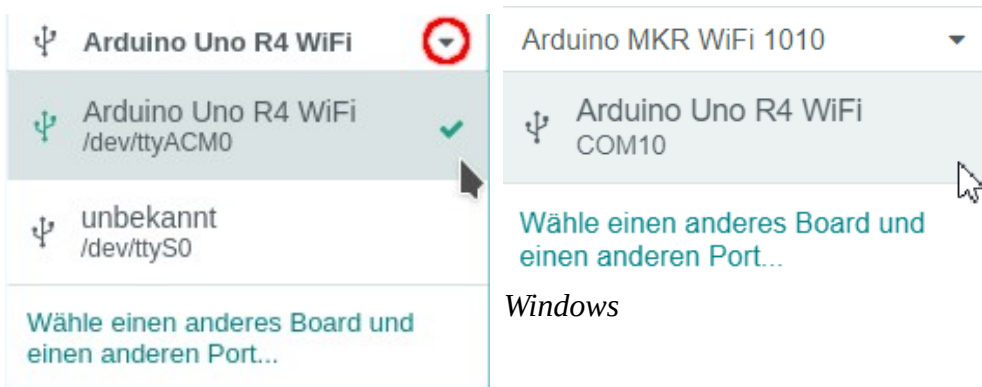 Arduino Uno R4 WiFi
Arduino Uno R4 WiFi
/dev/ttyACM0
unbekannt
/dev/ttyS0
Wähle einen anderes Board und
einen anderen Port...
Arduino MKR WiFi 1010
Arduino Uno R4 WiFi
COM10
Wähle einen anderes Board und
einen anderen Port...
Windows